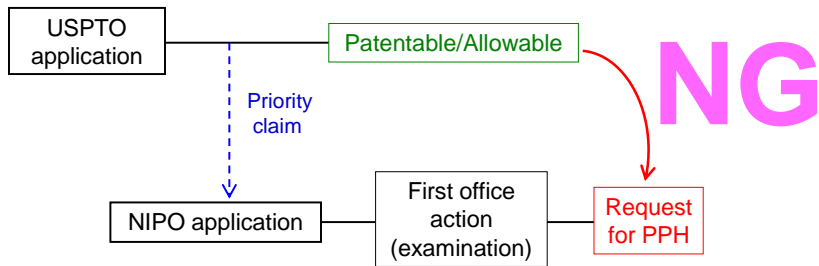 USPTO
application
Patentable/Allowable
NG
Priority
claim
NIPO application
First office
action
(examination)
Request
for PPH